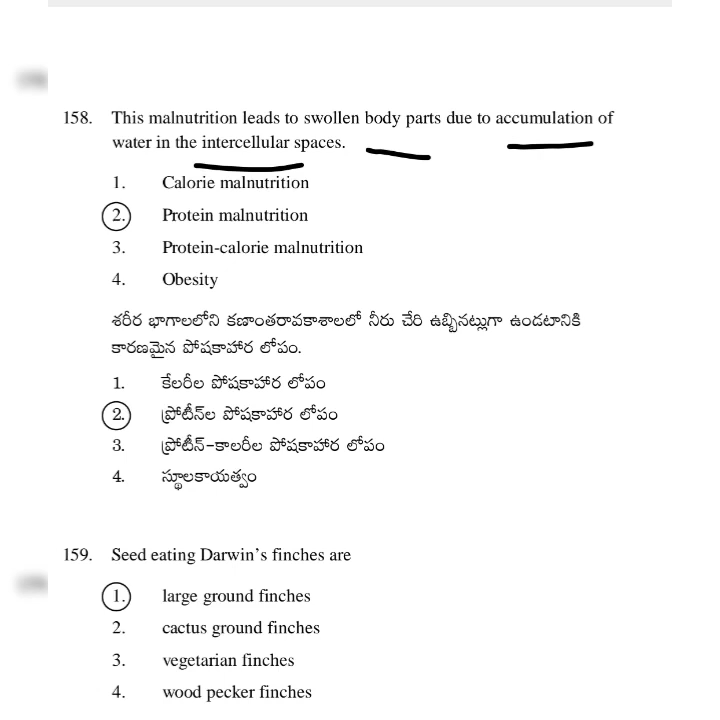 158. This malnutrition leads to swollen body parts due to accumulation of
water in the intercellular spaces.
1. Calorie malnutrition
2. Protein malnutrition
3. Protein-calorie malnutrition
4. Obesity
శరీర భాగాలలోని కణాంతరావకాశాలలో నీరు చేరి ఉబ్బినట్లుగా ఉండటానికి
కారణమైన పోషకాహార లోపం.
1. కేలరీల పోషకాహార లోపం
2. ప్రోటీన్‌ల పోషకాహార లోపం
3. ప్రోటీన్-కాలరీల పోషకాహార లోపం
4. స్థూలకాయత్వం
159. Seed eating Darwin's finches are
1. large ground finches
2. cactus ground finches
3. vegetarian finches
4. wood pecker finches